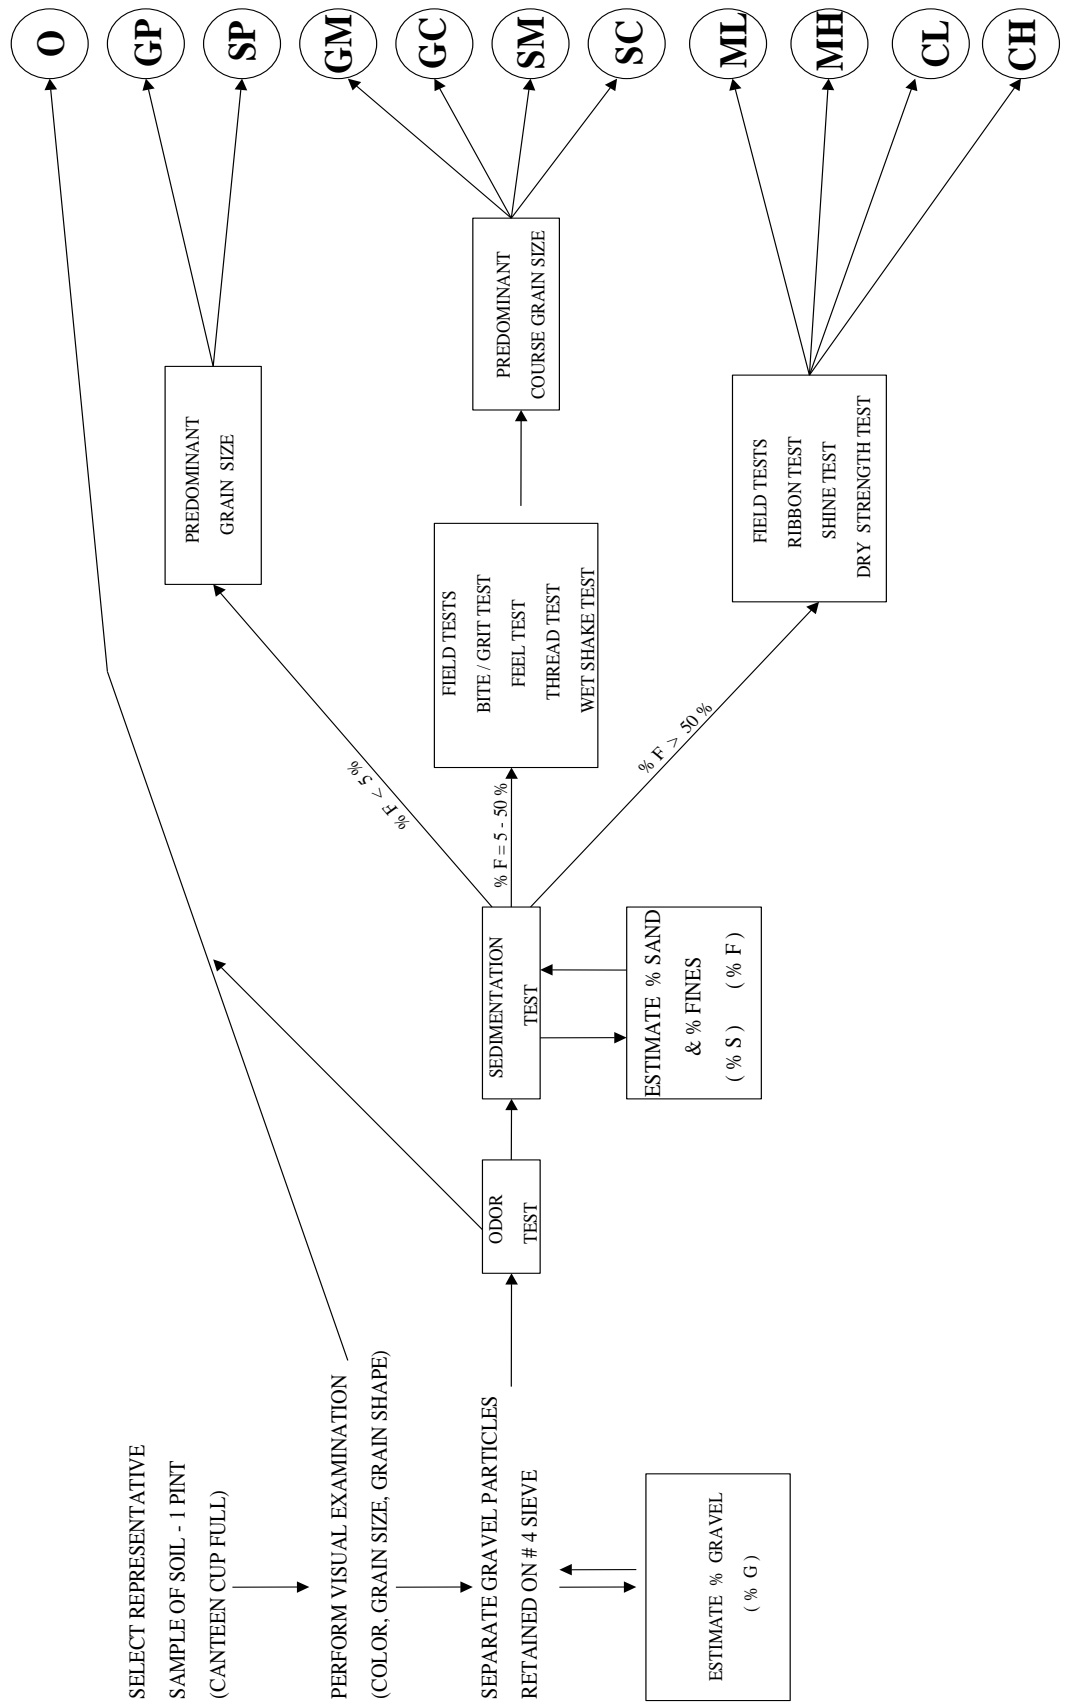 SELECT REPRESENTATIVE
SAMPLE OF SOIL - 1 PINT
(CANTEEN CUP FULL)
PERFORM VISUAL EXAMINATION
(COLOR, GRAIN SIZE, GRAIN SHAPE)
SEPARATE GRAVEL PARTICLES
RETAINED ON # 4 SIEVE
ESTIMATE % GRAVEL
( % G )
ODOR
TEST
SEDIMENTATION
TEST
ESTIMATE % SAND
& % FINES
( % S ) ( % F )
% F < 5 %
% F = 5 - 50 %
% F > 50 %
PREDOMINANT
GRAIN SIZE
FIELD TESTS
BITE / GRIT TEST
FEEL TEST
THREAD TEST
WET SHAKE TEST
PREDOMINANT
COURSE GRAIN SIZE
FIELD TESTS
RIBBON TEST
SHINE TEST
DRY STRENGTH TEST
O
GP
SP
GM
GC
SM
SC
ML
MH
CL
CH